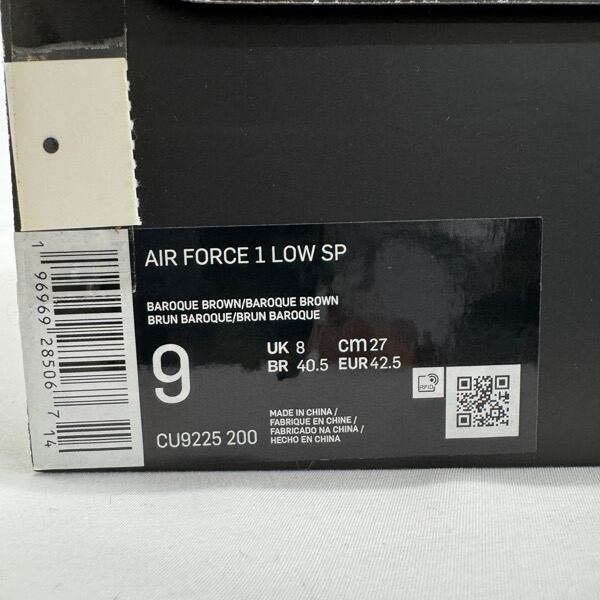 AIR FORCE 1 LOW SP
BAROQUE BROWN/BAROQUE BROWN
BRUN BAROQUE/BRUN BAROQUE
9
UK 8 cm 27
BR 40.5 EUR 42.5
RFID
CU9225 200
MADE IN CHINA /
FABRIQUE EN CHINE /
FABRICADO NA CHINA /
HECHO EN CHINA
1 96969 28506 7 14